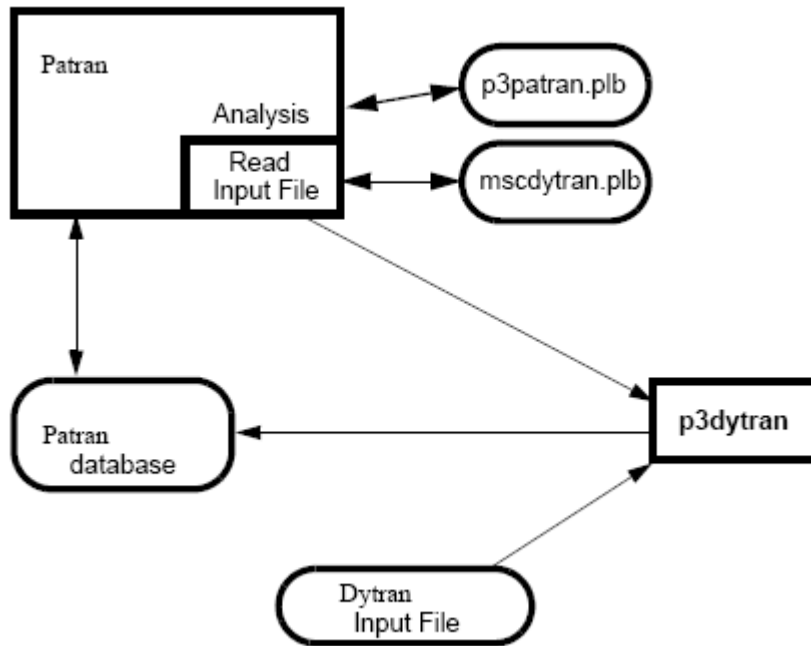 Patran
Analysis
Read
Input File
p3patran.plb
mscdytran.plb
Patran
database
p3dytran
Dytran
Input File